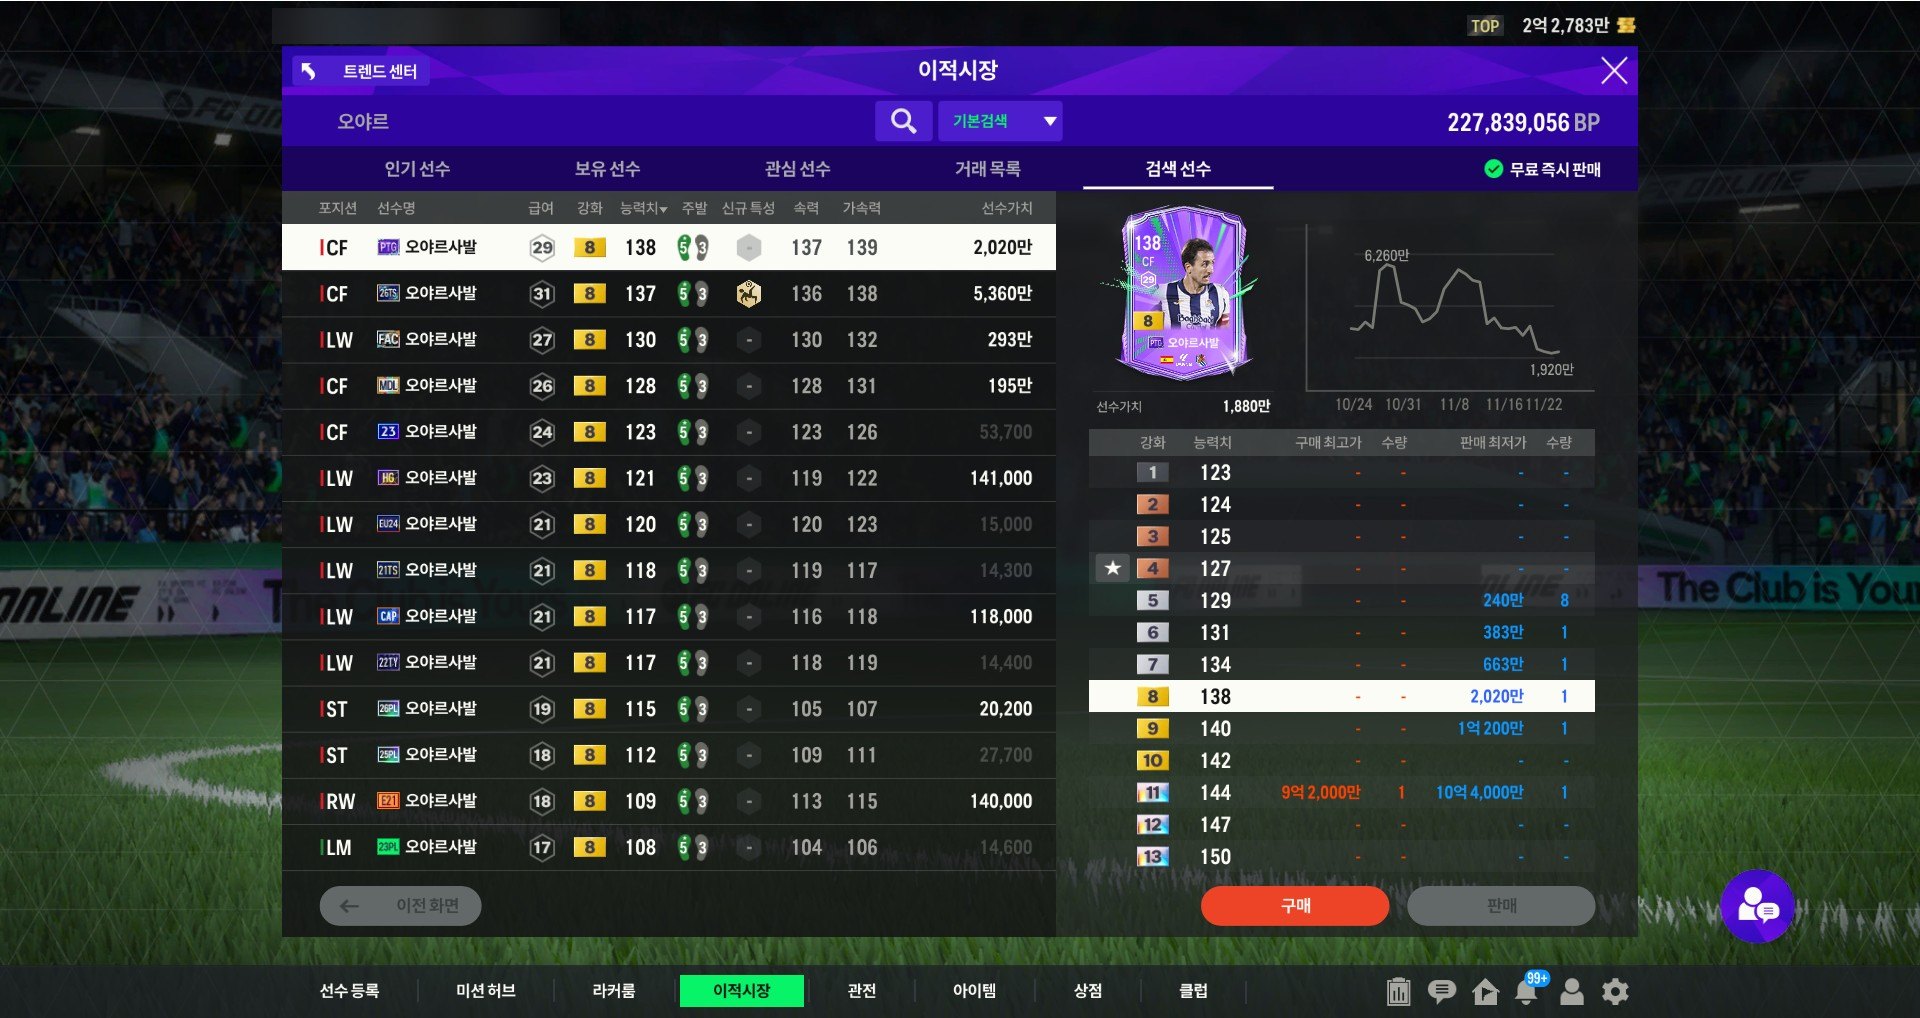 TOP 2억 2,783만
트렌드 센터 이적시장
오야르 기본검색 227,839,056 BP
인기 선수 보유 선수 관심 선수 거래 목록 검색 선수 무료 즉시 판매
포지션 선수명 급여 강화 능력치 주발 신규 특성 속력 가속력 선수가치
CF PTG 오야르사발 29 8 138 5 3 - 137 139 2,020만
CF 26TS 오야르사발 31 8 137 5 3 136 138 5,360만
LW FAC 오야르사발 27 8 130 5 3 - 130 132 293만
CF MDL 오야르사발 26 8 128 5 3 - 128 131 195만
CF 23 오야르사발 24 8 123 5 3 - 123 126 53,700
LW HG 오야르사발 23 8 121 5 3 - 119 122 141,000
LW EU24 오야르사발 21 8 120 5 3 - 120 123 15,000
LW 21TS 오야르사발 21 8 118 5 3 - 119 117 14,300
LW CAP 오야르사발 21 8 117 5 3 - 116 118 118,000
LW 22TY 오야르사발 21 8 117 5 3 - 118 119 14,400
ST 26PL 오야르사발 19 8 115 5 3 - 105 107 20,200
ST 25PL 오야르사발 18 8 112 5 3 - 109 111 27,700
RW E21 오야르사발 18 8 109 5 3 - 113 115 140,000
LM 23PL 오야르사발 17 8 108 5 3 - 104 106 14,600
이전 화면
138
CF
29
8
PTG 오야르사발
선수가치 1,880만
6,260만
1,920만
10/24 10/31 11/8 11/16 11/22
강화 능력치 구매 최고가 수량 판매 최저가 수량
1 123 - - - -
2 124 - - - -
3 125 - - - -
4 127 - - - -
5 129 - - 240만 8
6 131 - - 383만 1
7 134 - - 663만 1
8 138 - - 2,020만 1
9 140 - - 1억 200만 1
10 142 - - - -
11 144 9억 2,000만 1 10억 4,000만 1
12 147 - - - -
13 150 - - - -
구매 판매
ONLINE
The Club is Your
선수 등록 미션 허브 라커룸 이적시장 관전 아이템 상점 클럽 99+